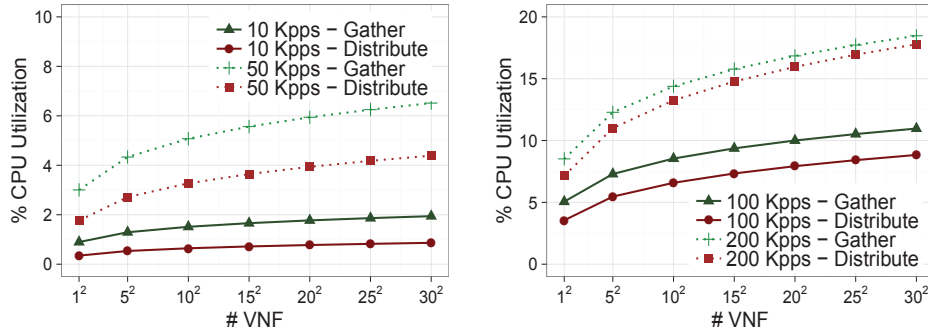 10
8
6
4
2
0
% CPU Utilization
10 Kpps − Gather
10 Kpps − Distribute
50 Kpps − Gather
50 Kpps − Distribute
1² 5² 10² 15² 20² 25² 30²
# VNF
20
15
10
5
0
% CPU Utilization
100 Kpps − Gather
100 Kpps − Distribute
200 Kpps − Gather
200 Kpps − Distribute
1² 5² 10² 15² 20² 25² 30²
# VNF